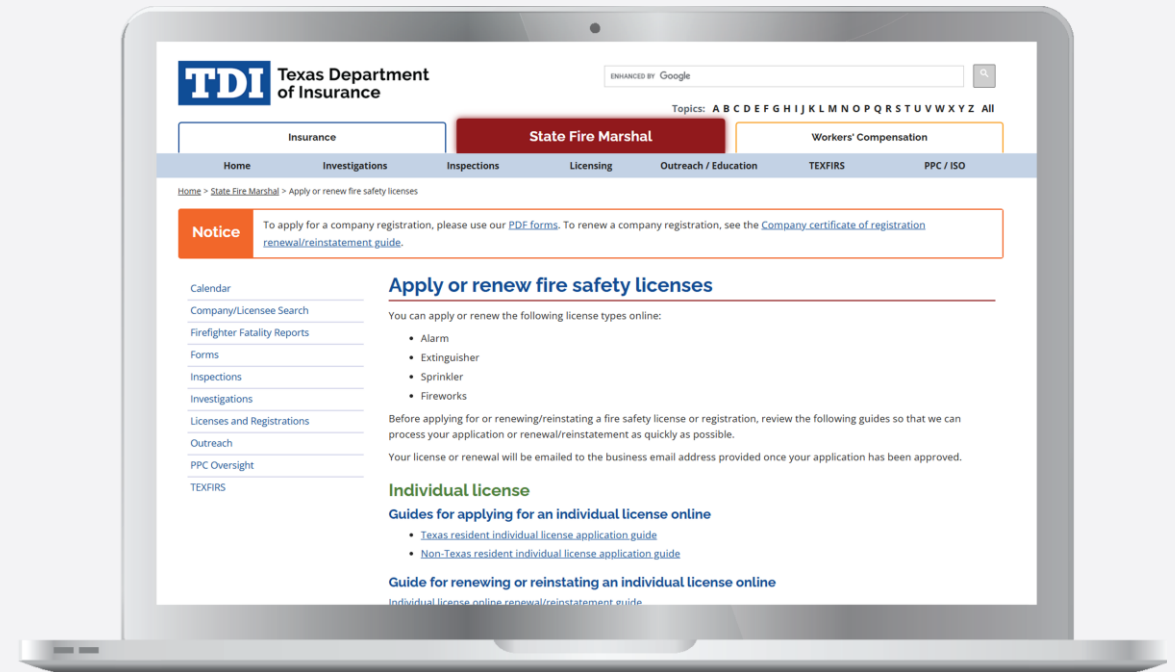 TDI Texas Department
of Insurance
ENHANCED BY Google
Topics: A B C D E F G H I J K L M N O P Q R S T U V W X Y Z All
Insurance State Fire Marshal Workers' Compensation
Home Investigations Inspections Licensing Outreach / Education TEXFIRS PPC / ISO
Home > State Fire Marshal > Apply or renew fire safety licenses
Notice
To apply for a company registration, please use our PDF forms. To renew a company registration, see the Company certificate of registration
renewal/reinstatement guide.
Calendar
Company/Licensee Search
Firefighter Fatality Reports
Forms
Inspections
Investigations
Licenses and Registrations
Outreach
PPC Oversight
TEXFIRS
Apply or renew fire safety licenses
You can apply or renew the following license types online:
• Alarm
• Extinguisher
• Sprinkler
• Fireworks
Before applying for or renewing/reinstating a fire safety license or registration, review the following guides so that we can
process your application or renewal/reinstatement as quickly as possible.
Your license or renewal will be emailed to the business email address provided once your application has been approved.
Individual license
Guides for applying for an individual license online
• Texas resident individual license application guide
• Non-Texas resident individual license application guide
Guide for renewing or reinstating an individual license online
Individual license online renewal/reinstatement guide